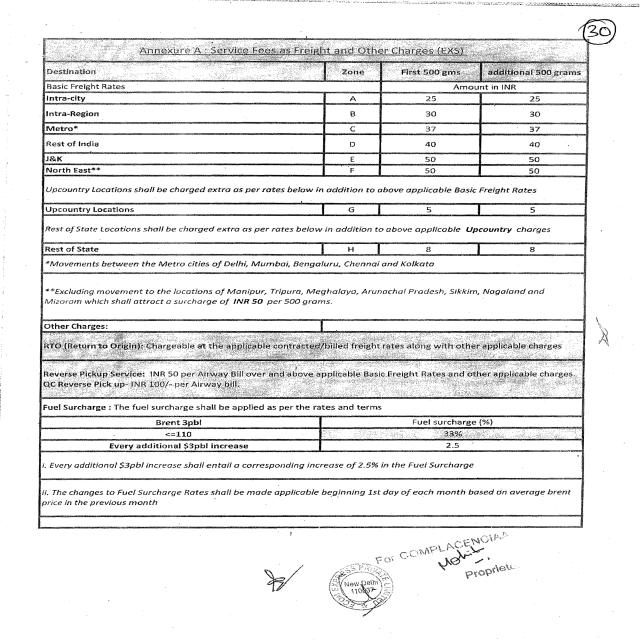 30
Annexure A : Service Fees as Freight and Other Charges (EXS)
Destination Zone First 500 gms additional 500 grams
Basic Freight Rates Amount in INR
Intra-city A 25 25
Intra-Region B 30 30
Metro* C 37 37
Rest of India D 40 40
J&K E 50 50
North East** F 50 50
Upcountry Locations shall be charged extra as per rates below in addition to above applicable Basic Freight Rates
Upcountry Locations G 5 5
Rest of State Locations shall be charged extra as per rates below in addition to above applicable Upcountry charges
Rest of State H 8 8
*Movements between the Metro cities of Delhi, Mumbai, Bengaluru, Chennai and Kolkata
**Excluding movement to the locations of Manipur, Tripura, Meghalaya, Arunachal Pradesh, Sikkim, Nagaland and
Mizoram which shall attract a surcharge of INR 50 per 500 grams.
Other Charges:
RTO (Return to Origin): Chargeable at the applicable contracted/billed freight rates along with other applicable charges
Reverse Pickup Service: INR 50 per Airway Bill over and above applicable Basic Freight Rates and other applicable charges
QC Reverse Pick up- INR 100/- per Airway bill.
Fuel Surcharge : The fuel surcharge shall be applied as per the rates and terms
Brent 3pbl Fuel surcharge (%)
<=110 33%
Every additional $3pbl increase 2.5
i. Every additional $3pbl increase shall entail a corresponding increase of 2.5% in the Fuel Surcharge
ii. The changes to Fuel Surcharge Rates shall be made applicable beginning 1st day of each month based on average brent
price in the previous month
For COMPLACENCIAA
Mohit
Proprieto
EXPRESS PRIVATE LIMITED
New Delhi